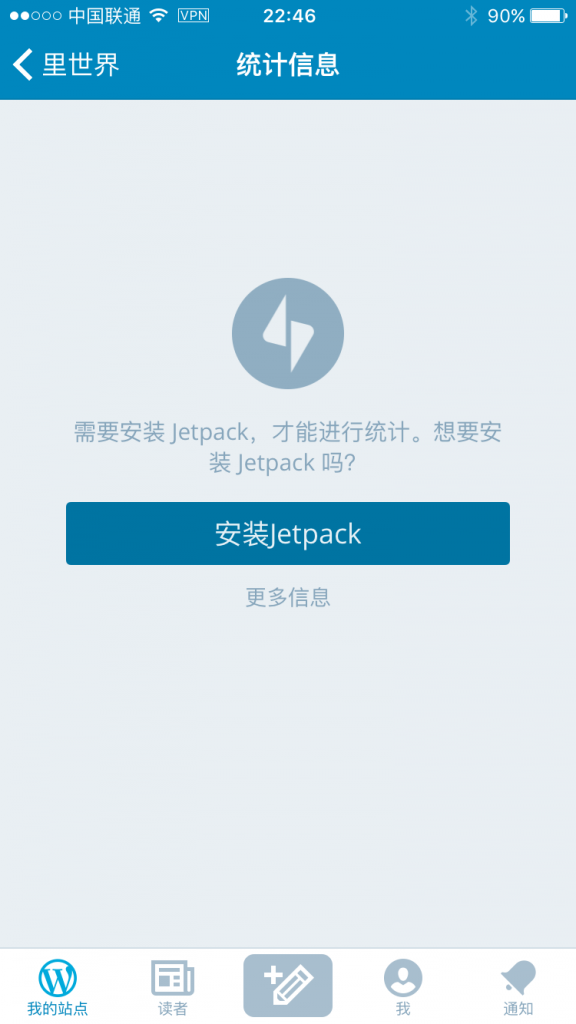 中国联通 VPN 22:46 90%
里世界 统计信息
需要安装 Jetpack，才能进行统计。想要安
装 Jetpack 吗？
安装Jetpack
更多信息
我的站点 读者 我 通知